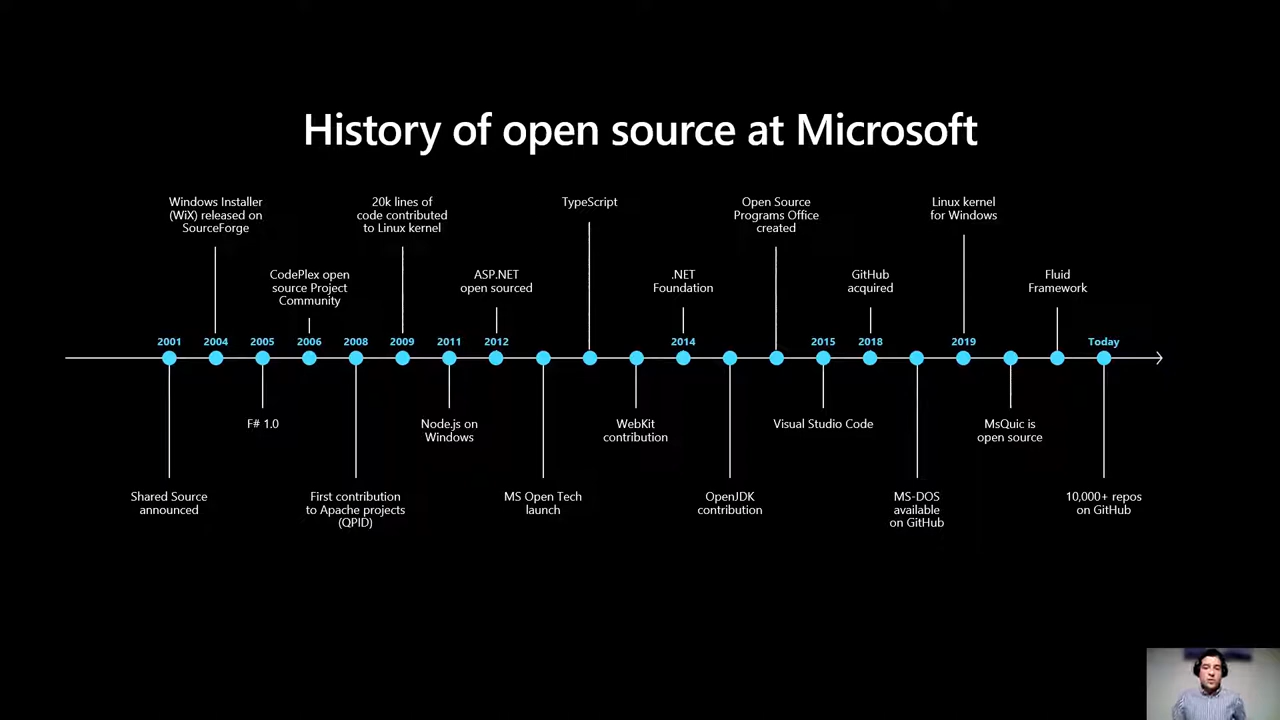 History of open source at Microsoft
Windows Installer
(WiX) released on
SourceForge
20k lines of
code contributed
to Linux kernel
TypeScript
Open Source
Programs Office
created
Linux kernel
for Windows
CodePlex open
source Project
Community
ASP.NET
open sourced
.NET
Foundation
GitHub
acquired
Fluid
Framework
2001 2004 2005 2006 2008 2009 2011 2012 2014 2015 2018 2019 Today
F# 1.0
Node.js on
Windows
WebKit
contribution
Visual Studio Code
MsQuic is
open source
Shared Source
announced
First contribution
to Apache projects
(QPID)
MS Open Tech
launch
OpenJDK
contribution
MS-DOS
available
on GitHub
10,000+ repos
on GitHub